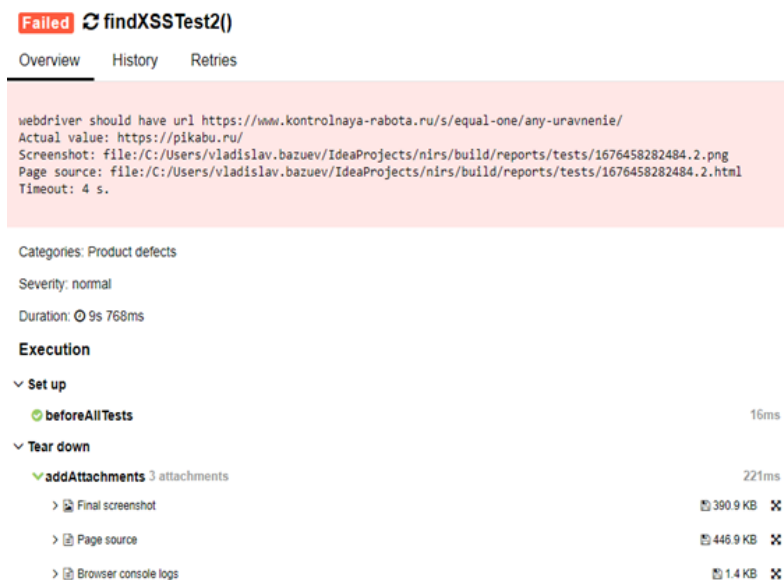 Failed findXSSTest2()
Overview History Retries
webdriver should have url https://www.kontrolnaya-rabota.ru/s/equal-one/any-uravnenie/
Actual value: https://pikabu.ru/
Screenshot: file:/C:/Users/vladislav.bazuev/IdeaProjects/nirs/build/reports/tests/1676458282484.2.png
Page source: file:/C:/Users/vladislav.bazuev/IdeaProjects/nirs/build/reports/tests/1676458282484.2.html
Timeout: 4 s.
Categories: Product defects
Severity: normal
Duration: 9s 768ms
Execution
Set up
beforeAllTests 16ms
Tear down
addAttachments 3 attachments 221ms
Final screenshot 390.9 KB
Page source 446.9 KB
Browser console logs 1.4 KB